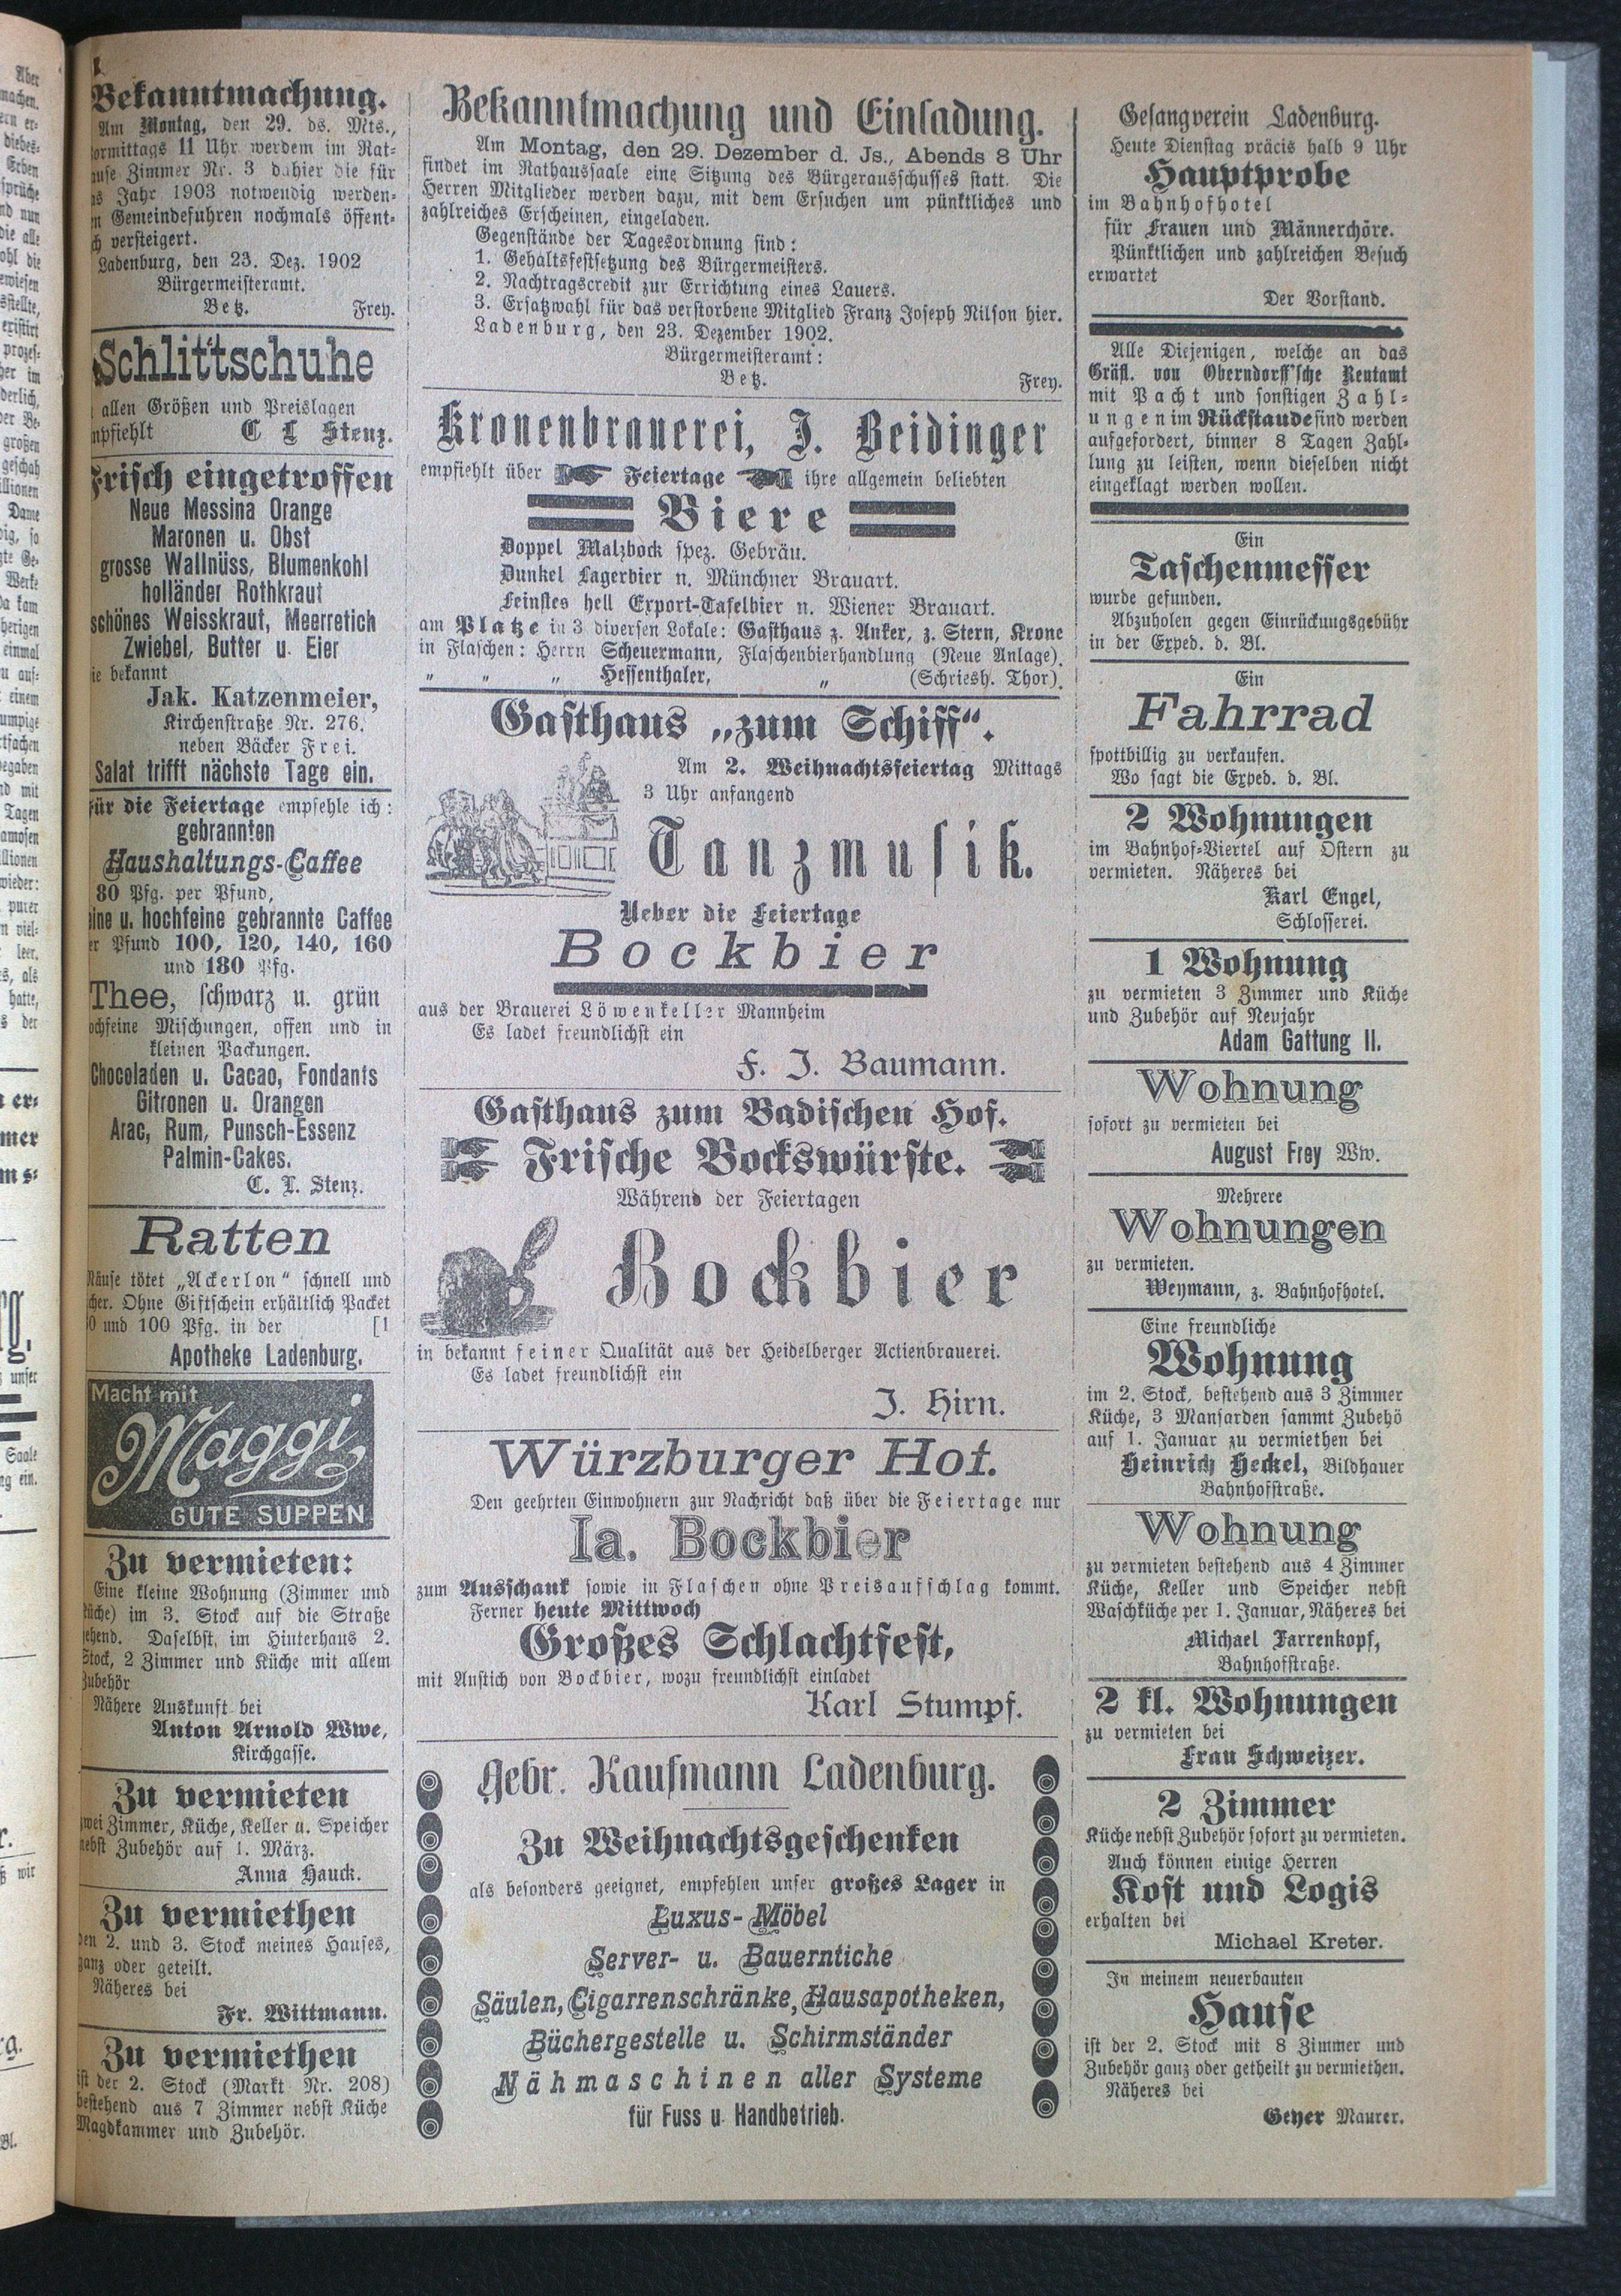 Bekanntmachung.
Am Montag, den 29. ds. Mts.,
11 Uhr werdem im Rat-
Zimmer Nr. 3 dahier die für
Jahr 1903 notwendig werden-
Gemeindefuhren nochmals öffent-
versteigert.
Ladenburg, den 23. Dez. 1902
Bürgermeisteramt.
Betz. Frey.
Schlittschuhe
allen Größen und Preislagen
C L Stenz.
Frisch eingetroffen
Neue Messina Orange
Maronen u. Obst
grosse Wallnüss, Blumenkohl
holländer Rothkraut
schönes Weisskraut, Meerretich
Zwiebel, Butter u. Eier
bekannt
Jak. Katzenmeier,
Kirchenstraße Nr. 276.
neben Bäcker Frei.
Salat trifft nächste Tage ein.
Für die Feiertage empfehle ich:
gebrannten
Haushaltungs-Caffee
80 Pfg. per Pfund,
u. hochfeine gebrannte Caffee
Pfund 100, 120, 140, 160
und 180 Pfg.
Thee, schwarz u. grün
Mischungen, offen und in
kleinen Packungen.
Chocoladen u. Cacao, Fondants
Citronen u. Orangen
Arac, Rum, Punsch-Essenz
Palmin-Cakes.
C. L. Stenz.
Ratten
Mäuse tötet „Ackerlon“ schnell und
Ohne Giftschein erhältlich Packet
und 100 Pfg. in der [1
Apotheke Ladenburg.
Macht mit
Maggi
GUTE SUPPEN
Zu vermieten:
Eine kleine Wohnung (Zimmer und
Küche) im 3. Stock auf die Straße
gehend. Daselbst, im Hinterhaus 2.
Stock, 2 Zimmer und Küche mit allem
Zubehör
Nähere Auskunft bei
Anton Arnold Wwe,
Kirchgasse.
Zu vermieten
zwei Zimmer, Küche, Keller u. Speicher
nebst Zubehör auf 1. März.
Anna Hauck.
Zu vermiethen
den 2. und 3. Stock meines Hauses,
ganz oder geteilt.
Näheres bei
Fr. Wittmann.
Zu vermiethen
ist der 2. Stock (Markt Nr. 208)
bestehend aus 7 Zimmer nebst Küche
Magdkammer und Zubehör.
Bekanntmachung und Einladung.
Am Montag, den 29. Dezember d. Js., Abends 8 Uhr
findet im Rathaussaale eine Sitzung des Bürgerausschusses statt. Die
Herren Mitglieder werden dazu, mit dem Ersuchen um pünktliches und
zahlreiches Erscheinen, eingeladen.
Gegenstände der Tagesordnung sind:
1. Gehaltsfestsetzung des Bürgermeisters.
2. Nachtragscredit zur Errichtung eines Lauers.
3. Ersatzwahl für das verstorbene Mitglied Franz Joseph Nilson hier.
Ladenburg, den 23. Dezember 1902.
Bürgermeisteramt:
Betz. Frey.
Kronenbrauerei, J. Beidinger
empfiehlt über Feiertage ihre allgemein beliebten
Biere
Doppel Malzbock spez. Gebräu.
Dunkel Lagerbier n. Münchner Brauart.
Feinstes hell Export-Tafelbier n. Wiener Brauart.
am Platze in 3 diversen Lokale: Gasthaus z. Anker, z. Stern, Krone
in Flaschen: Herrn Scheuermann, Flaschenbierhandlung (Neue Anlage).
„ „ „ Hessenthaler, „ (Schriesh. Thor).
Gasthaus „zum Schiff“.
Am 2. Weihnachtsfeiertag Mittags
3 Uhr anfangend
Tanzmusik.
Ueber die Feiertage
Bockbier
aus der Brauerei Löwenkeller Mannheim
Es ladet freundlichst ein
F. J. Baumann.
Gasthaus zum Badischen Hof.
Frische Bockswürste.
Während der Feiertagen
Bockbier
in bekannt feiner Qualität aus der Heidelberger Actienbrauerei.
Es ladet freundlichst ein
J. Hirn.
Würzburger Hof.
Den geehrten Einwohnern zur Nachricht daß über die Feiertage nur
Ia. Bockbier
zum Ausschank sowie in Flaschen ohne Preisaufschlag kommt.
Ferner heute Mittwoch
Großes Schlachtfest,
mit Anstich von Bockbier, wozu freundlichst einladet
Karl Stumpf.
Gebr. Kaufmann Ladenburg.
Zu Weihnachtsgeschenken
als besonders geeignet, empfehlen unser großes Lager in
Luxus-Möbel
Server- u. Bauerntiche
Säulen, Cigarrenschränke, Hausapotheken,
Büchergestelle u. Schirmständer
Nähmaschinen aller Systeme
für Fuss u. Handbetrieb.
Gesangverein Ladenburg.
Heute Dienstag präcis halb 9 Uhr
Hauptprobe
im Bahnhofhotel
für Frauen und Männerchöre.
Pünktlichen und zahlreichen Besuch
erwartet
Der Vorstand.
Alle Diejenigen, welche an das
Gräfl. von Oberndorff'sche Rentamt
mit Pacht und sonstigen Zahl-
ungen im Rückstande sind werden
aufgefordert, binner 8 Tagen Zahl-
lung zu leisten, wenn dieselben nicht
eingeklagt werden wollen.
Ein
Taschenmesser
wurde gefunden.
Abzuholen gegen Einrückungsgebühr
in der Exped. d. Bl.
Ein
Fahrrad
spottbillig zu verkaufen.
Wo sagt die Exped. d. Bl.
2 Wohnungen
im Bahnhof-Viertel auf Ostern zu
vermieten. Näheres bei
Karl Engel,
Schlosserei.
1 Wohnung
zu vermieten 3 Zimmer und Küche
und Zubehör auf Neujahr
Adam Gattung II.
Wohnung
sofort zu vermieten bei
August Frey Ww.
Mehrere
Wohnungen
zu vermieten.
Weymann, z. Bahnhofhotel.
Eine freundliche
Wohnung
im 2. Stock, bestehend aus 3 Zimmer
Küche, 3 Mansarden sammt Zubehö
auf 1. Januar zu vermiethen bei
Heinrich Heckel, Bildhauer
Bahnhofstraße.
Wohnung
zu vermieten bestehend aus 4 Zimmer
Küche, Keller und Speicher nebst
Waschküche per 1. Januar, Näheres bei
Michael Farrenkopf,
Bahnhofstraße.
2 kl. Wohnungen
zu vermieten bei
Frau Schweizer.
2 Zimmer
Küche nebst Zubehör sofort zu vermieten.
Auch können einige Herren
Kost und Logis
erhalten bei
Michael Kreter.
In meinem neuerbauten
Hause
ist der 2. Stock mit 8 Zimmer und
Zubehör ganz oder getheilt zu vermiethen.
Näheres bei
Geyer Maurer.